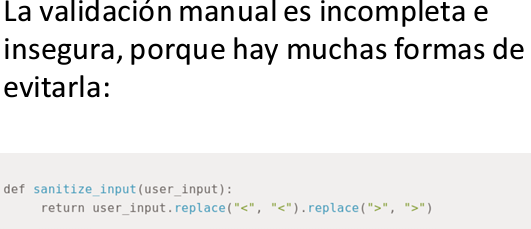 La validación manual es incompleta e
insegura, porque hay muchas formas de
evitarla:
def sanitize_input(user_input):
     return user_input.replace("<", "<").replace(">", ">")